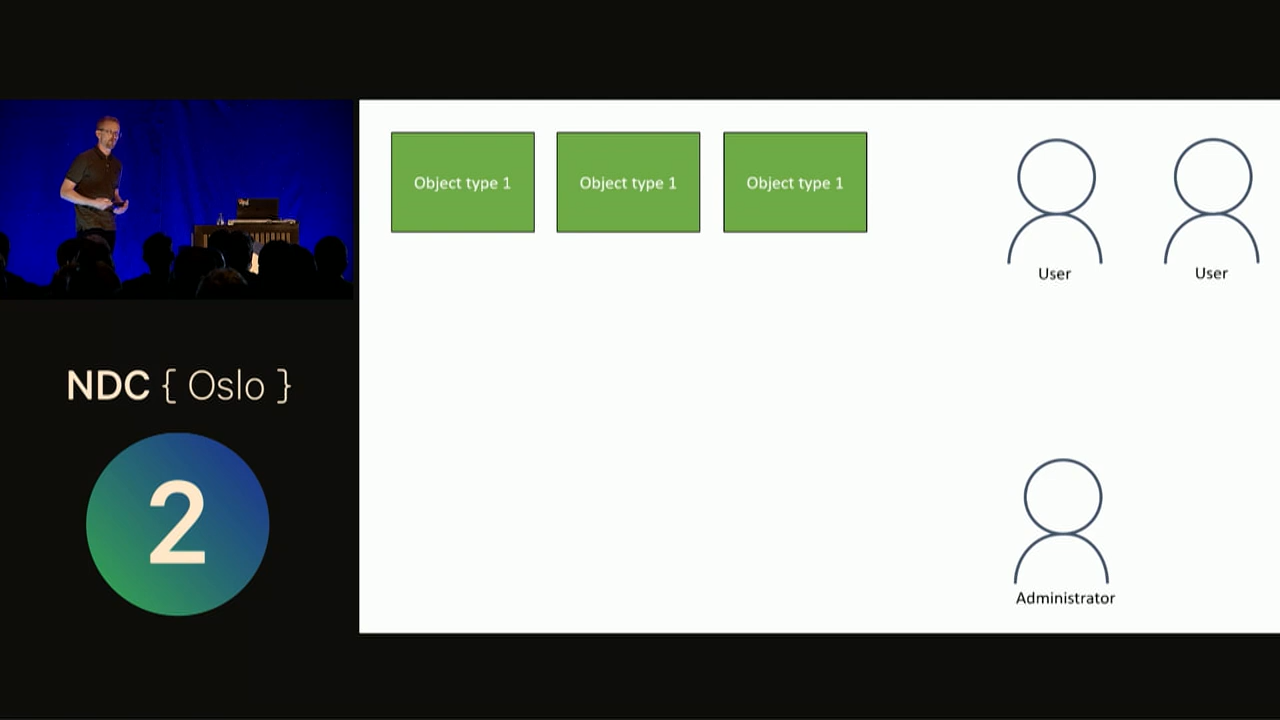 Object type 1
Object type 1
Object type 1
User
User
NDC { Oslo }
2
Administrator